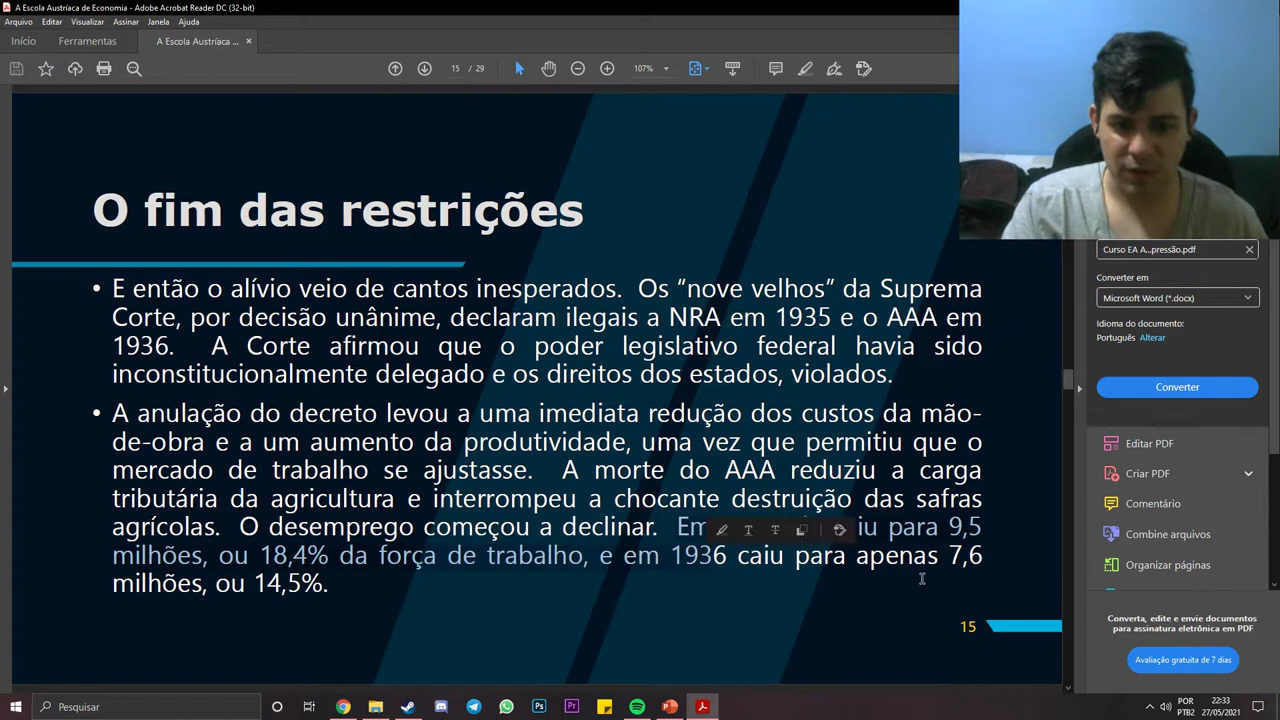 A Escola Austríaca de Economia - Adobe Acrobat Reader DC (32-bit)
Arquivo Editar Visualizar Assinar Janela Ajuda
Início Ferramentas A Escola Austríaca ... ×
15 / 29 107%
O fim das restrições
• E então o alívio veio de cantos inesperados. Os “nove velhos” da Suprema
Corte, por decisão unânime, declaram ilegais a NRA em 1935 e o AAA em
1936. A Corte afirmou que o poder legislativo federal havia sido
inconstitucionalmente delegado e os direitos dos estados, violados.
• A anulação do decreto levou a uma imediata redução dos custos da mão-
de-obra e a um aumento da produtividade, uma vez que permitiu que o
mercado de trabalho se ajustasse. A morte do AAA reduziu a carga
tributária da agricultura e interrompeu a chocante destruição das safras
agrícolas. O desemprego começou a declinar. Em para 9,5
milhões, ou 18,4% da força de trabalho, e em 1936 caiu para apenas 7,6
milhões, ou 14,5%.
15
Curso EA A...pressão.pdf
Converter em
Microsoft Word (*.docx)
Idioma do documento:
Português Alterar
Converter
Editar PDF
Criar PDF
Comentário
Combine arquivos
Organizar páginas
Converta, edite e envie documentos
para assinatura eletrônica em PDF
Avaliação gratuita de 7 dias
Pesquisar
POR
PTB2
22:33
27/05/2021